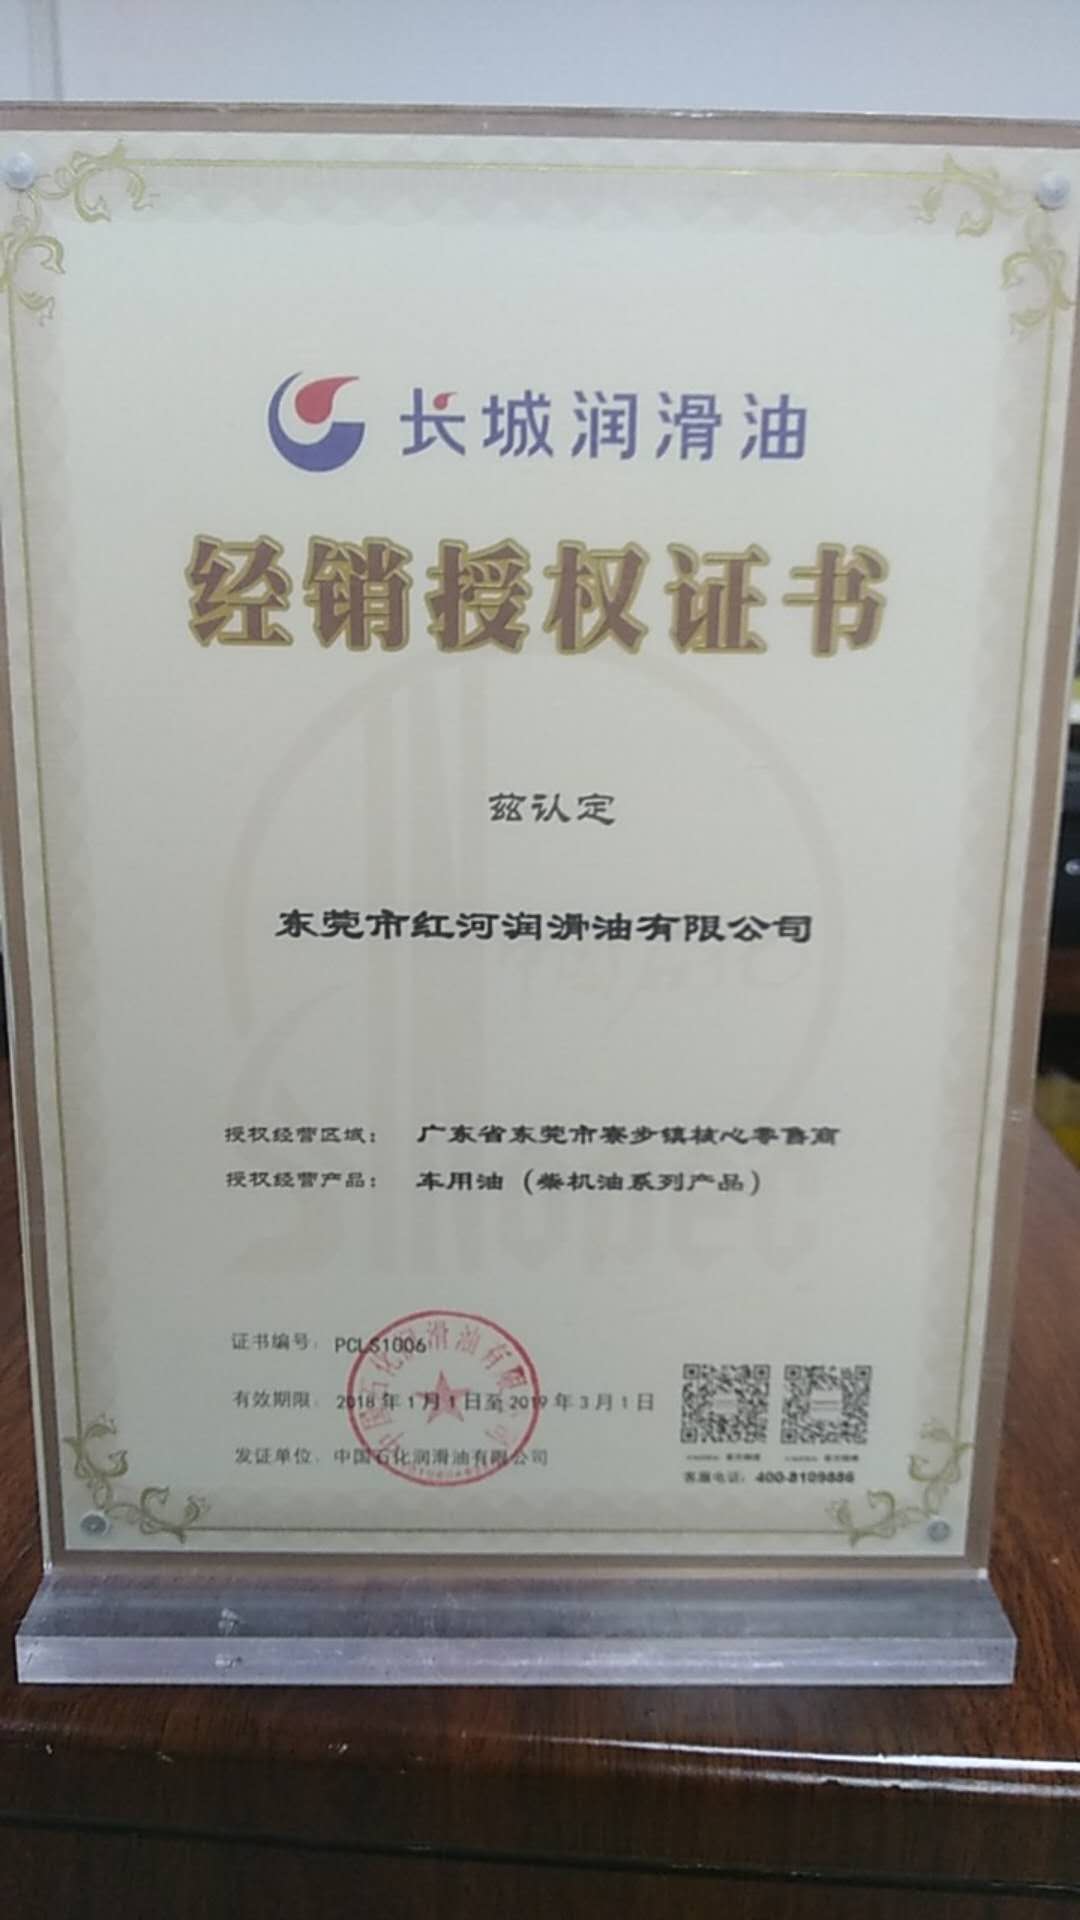 长城润滑油
经销授权证书
兹认定
东莞市红河润滑油有限公司
授权经营区域：广东省东莞市寮步镇核心零售商
授权经营产品：车用油（柴机油系列产品）
SINOPEC
证书编号：PCLS1006
有效期限：2018年1月1日至2019年3月1日
发证单位：中国石化润滑油有限公司
客服电话：400-8109886